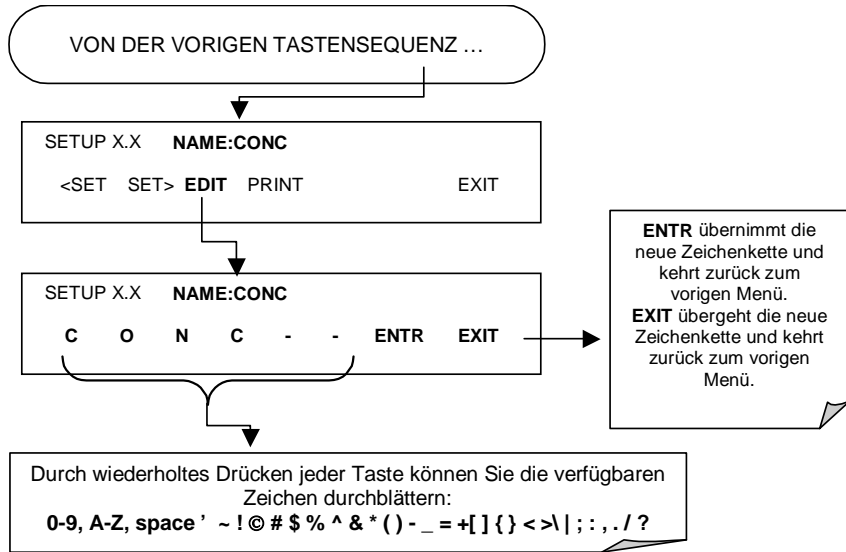 VON DER VORIGEN TASTENSEQUENZ …
SETUP X.X NAME:CONC
<SET SET> EDIT PRINT EXIT
SETUP X.X NAME:CONC
C O N C - - ENTR EXIT
ENTR übernimmt die
neue Zeichenkette und
kehrt zurück zum
vorigen Menü.
EXIT übergeht die neue
Zeichenkette und kehrt
zurück zum vorigen
Menü.
Durch wiederholtes Drücken jeder Taste können Sie die verfügbaren
Zeichen durchblättern:
0-9, A-Z, space ’ ~ ! © # $ % ^ & * ( ) - _ = +[ ] { } < >\ | ; : , . / ?